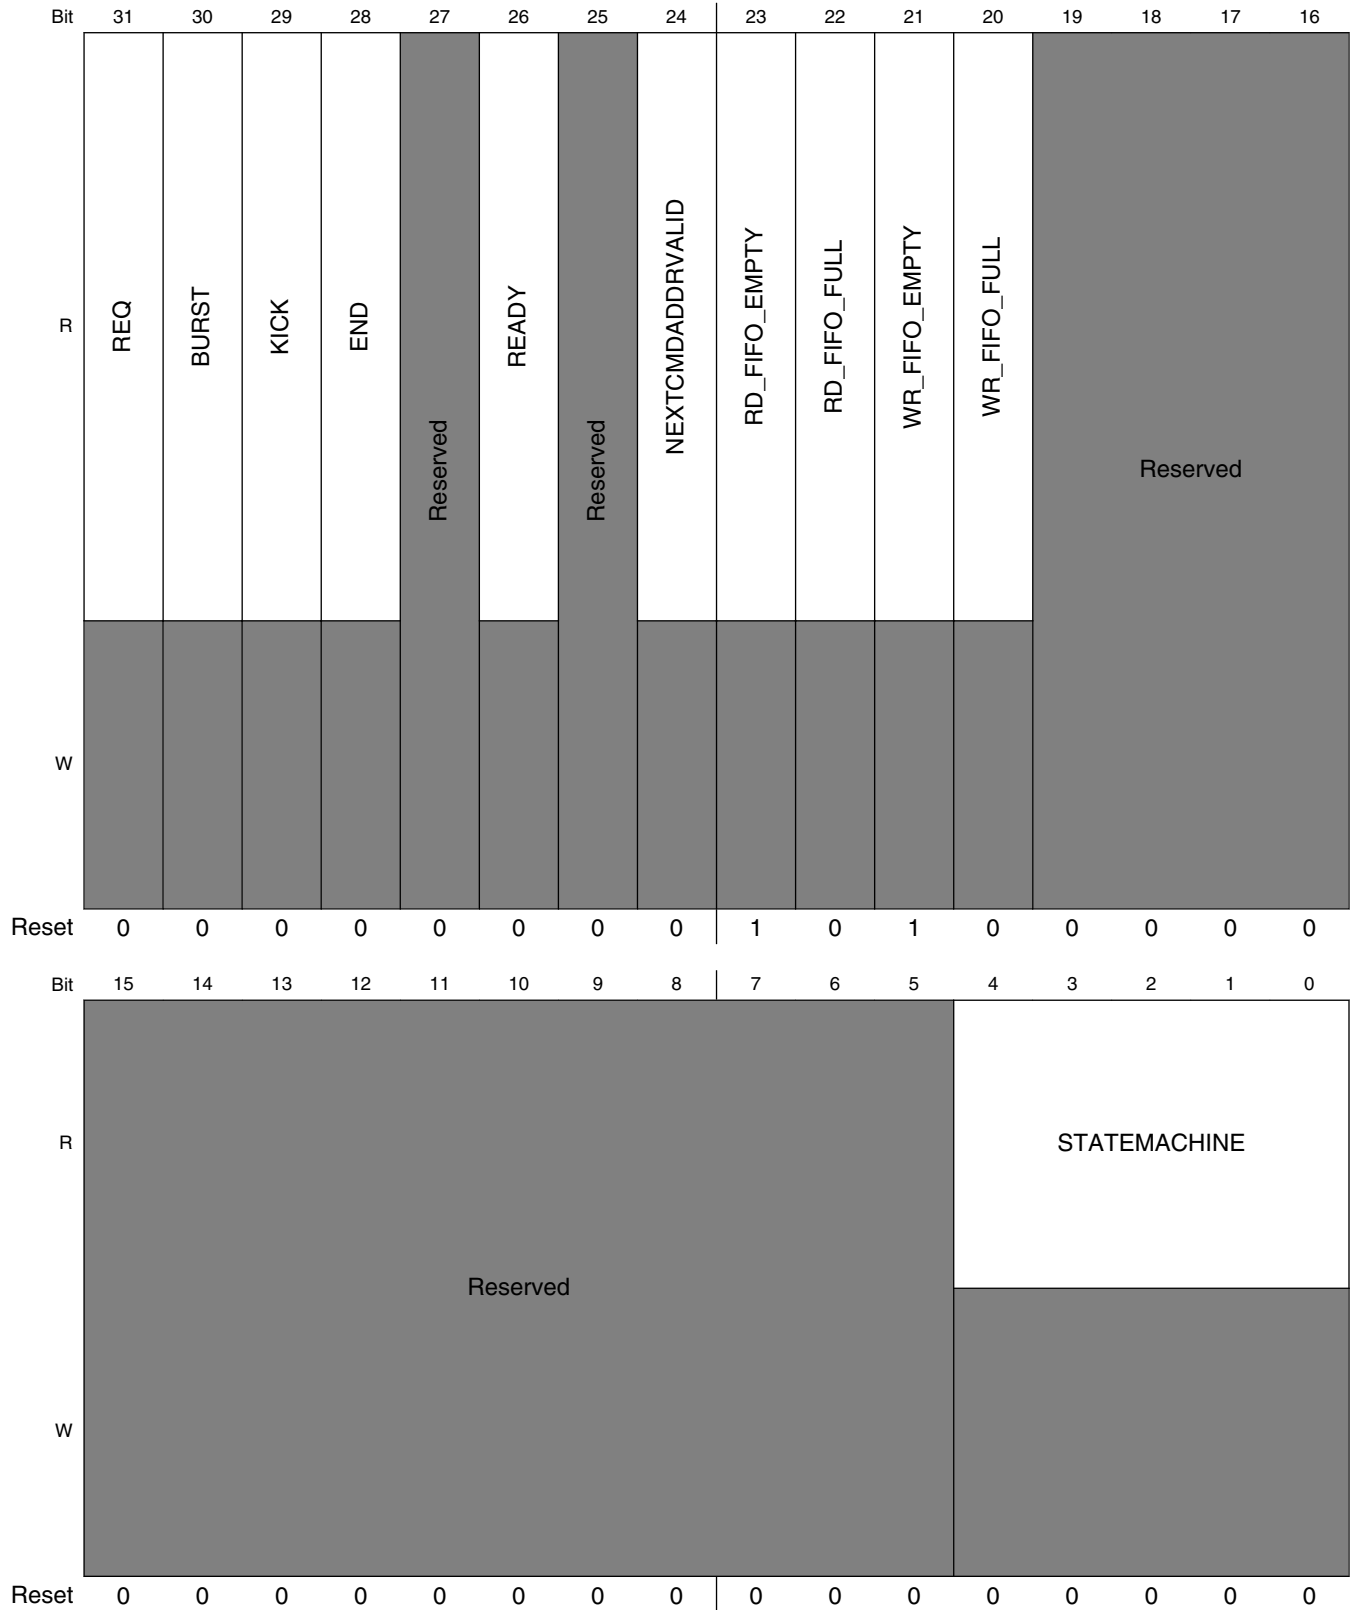 Bit 31 30 29 28 27 26 25 24 23 22 21 20 19 18 17 16
R REQ BURST KICK END Reserved READY Reserved NEXTCMDADDRVALID RD_FIFO_EMPTY RD_FIFO_FULL WR_FIFO_EMPTY WR_FIFO_FULL Reserved
W
Reset 0 0 0 0 0 0 0 0 1 0 1 0 0 0 0 0
Bit 15 14 13 12 11 10 9 8 7 6 5 4 3 2 1 0
R Reserved STATEMACHINE
W
Reset 0 0 0 0 0 0 0 0 0 0 0 0 0 0 0 0